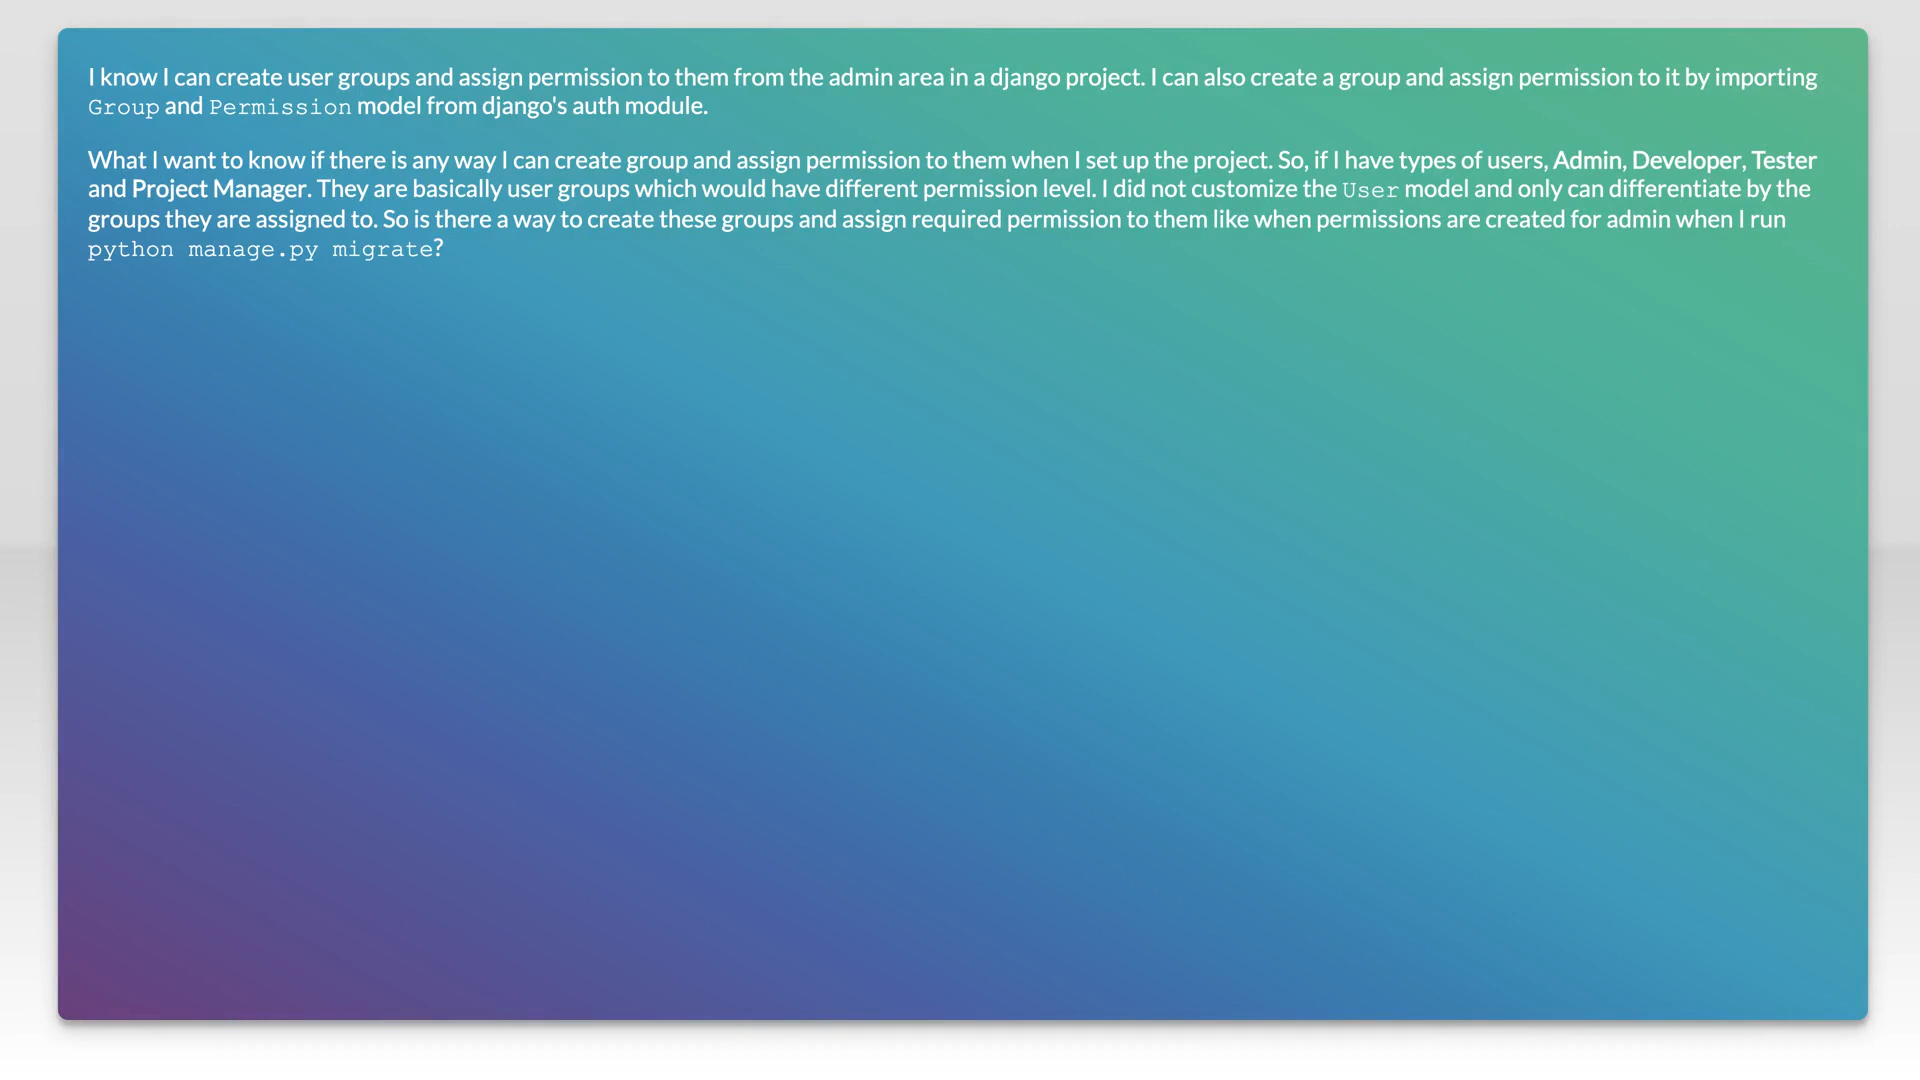 I know I can create user groups and assign permission to them from the admin area in a django project. I can also create a group and assign permission to it by importing
Group and Permission model from django's auth module.
What I want to know if there is any way I can create group and assign permission to them when I set up the project. So, if I have types of users, Admin, Developer, Tester
and Project Manager. They are basically user groups which would have different permission level. I did not customize the User model and only can differentiate by the
groups they are assigned to. So is there a way to create these groups and assign required permission to them like when permissions are created for admin when I run
python manage.py migrate?